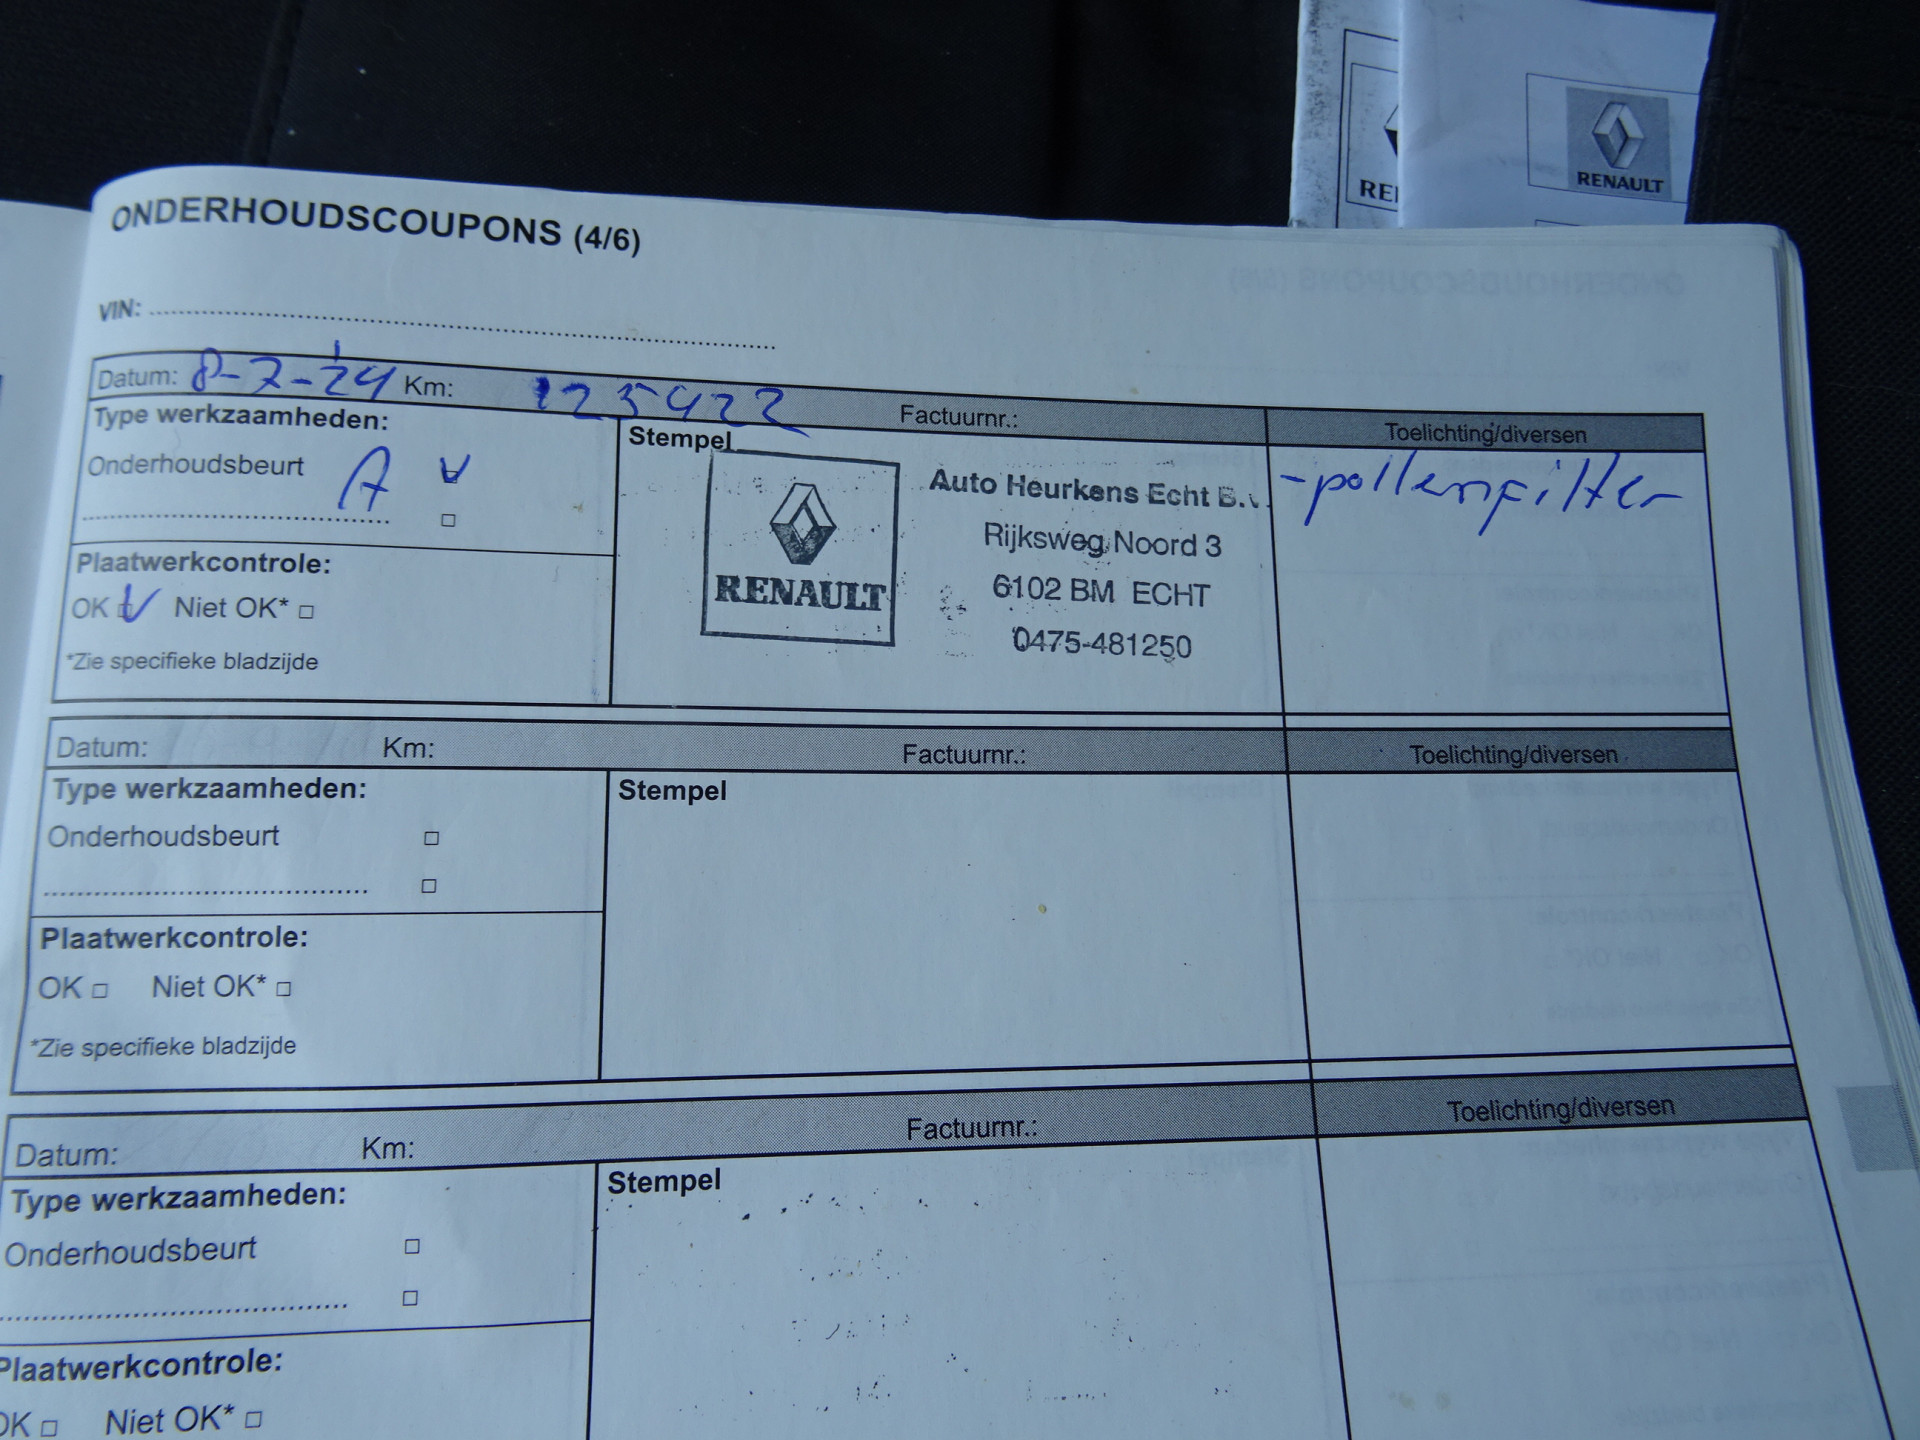 RENAULT
ONDERHOUDSCOUPONS (4/6)
VIN:
Datum: 8-7-'24 Km: 125922 Factuurnr.: Toelichting/diversen
Type werkzaamheden:
Stempel
Onderhoudsbeurt A
-pollenfilter
RENAULT
Auto Heurkens Echt B.V.
Rijksweg Noord 3
6102 BM ECHT
0475-481250
Plaatwerkcontrole:
OK Niet OK*
*Zie specifieke bladzijde
Datum: Km: Factuurnr.: Toelichting/diversen
Type werkzaamheden:
Stempel
Onderhoudsbeurt
Plaatwerkcontrole:
OK Niet OK*
*Zie specifieke bladzijde
Datum: Km: Factuurnr.: Toelichting/diversen
Type werkzaamheden:
Stempel
Onderhoudsbeurt
Plaatwerkcontrole:
OK Niet OK*